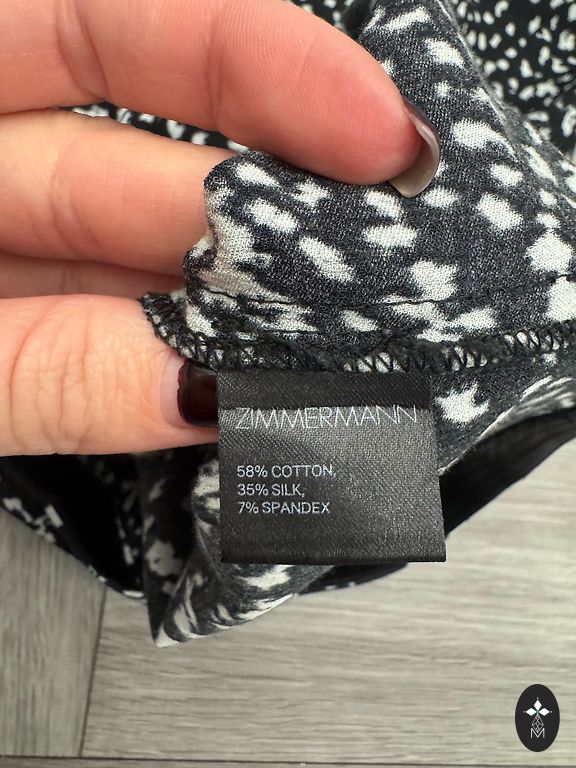 ZIMMERMANN
58% COTTON,
35% SILK,
7% SPANDEX